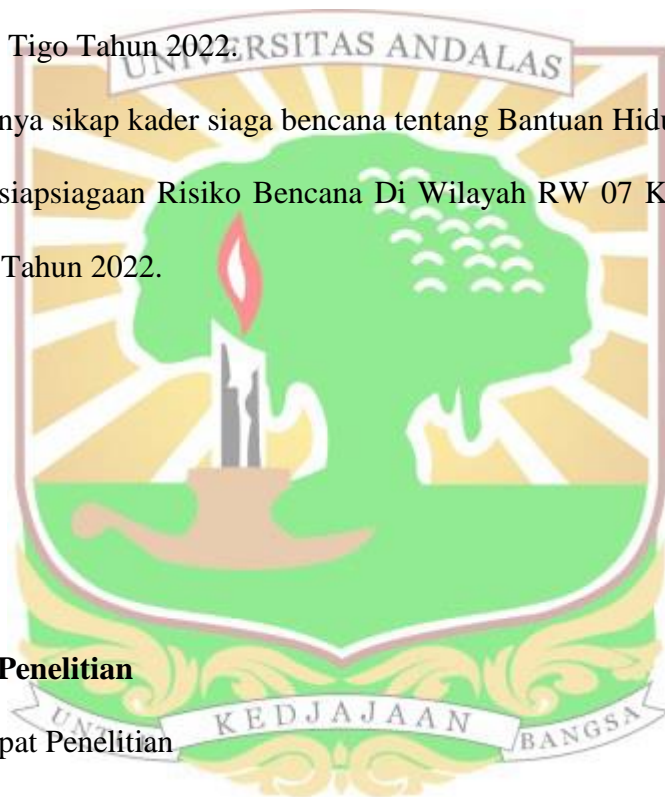 Tigo Tahun 2022.
UNIVERSITAS ANDALAS
nya sikap kader siaga bencana tentang Bantuan Hidu
siapsiagaan Risiko Bencana Di Wilayah RW 07 K
Tahun 2022.
Penelitian
UNTUK KEDJAJAAN BANGSA
pat Penelitian